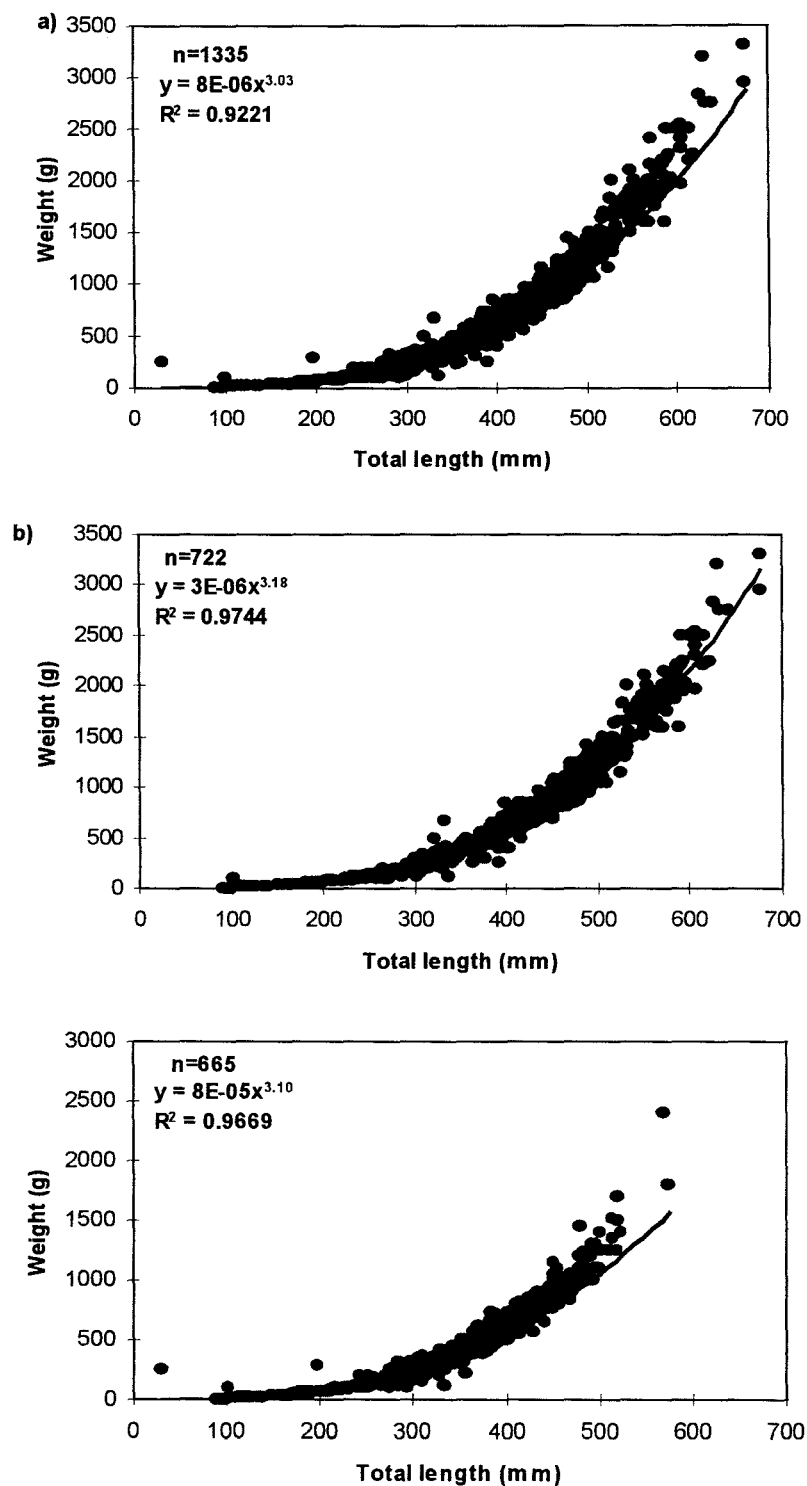 a)
3500
3000
2500
2000
1500
1000
500
0
Weight (g)
n=1335
y = 8E-06x^3.03
R² = 0.9221
0 100 200 300 400 500 600 700
Total length (mm)
b)
3500
3000
2500
2000
1500
1000
500
0
Weight (g)
n=722
y = 3E-06x^3.18
R² = 0.9744
0 100 200 300 400 500 600 700
Total length (mm)
3000
2500
2000
1500
1000
500
0
Weight (g)
n=665
y = 8E-05x^3.10
R² = 0.9669
0 100 200 300 400 500 600 700
Total length (mm)